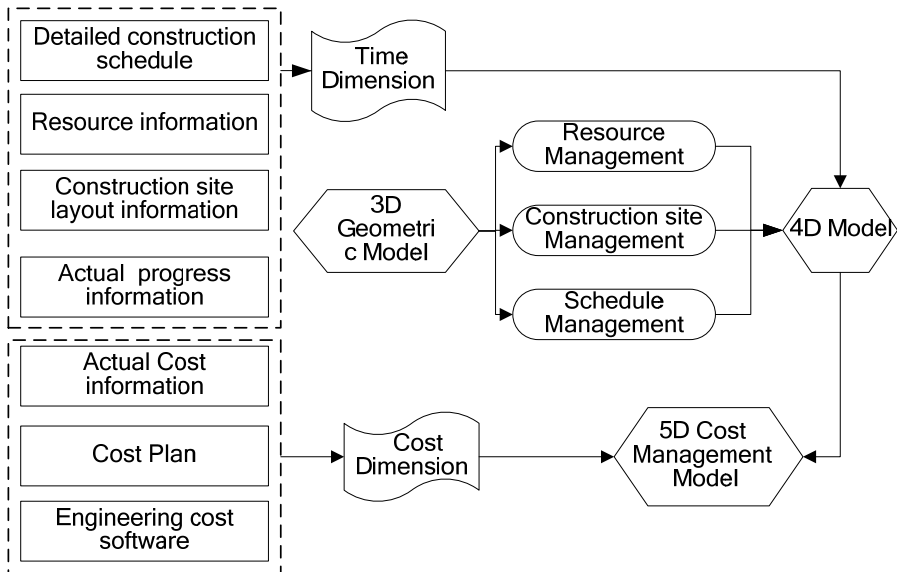 Detailed construction
schedule
Resource information
Construction site
layout information
Actual progress
information
Actual Cost
information
Cost Plan
Engineering cost
software
Time
Dimension
3D
Geometri
c Model
Resource
Management
Construction site
Management
Schedule
Management
4D Model
Cost
Dimension
5D Cost
Management
Model